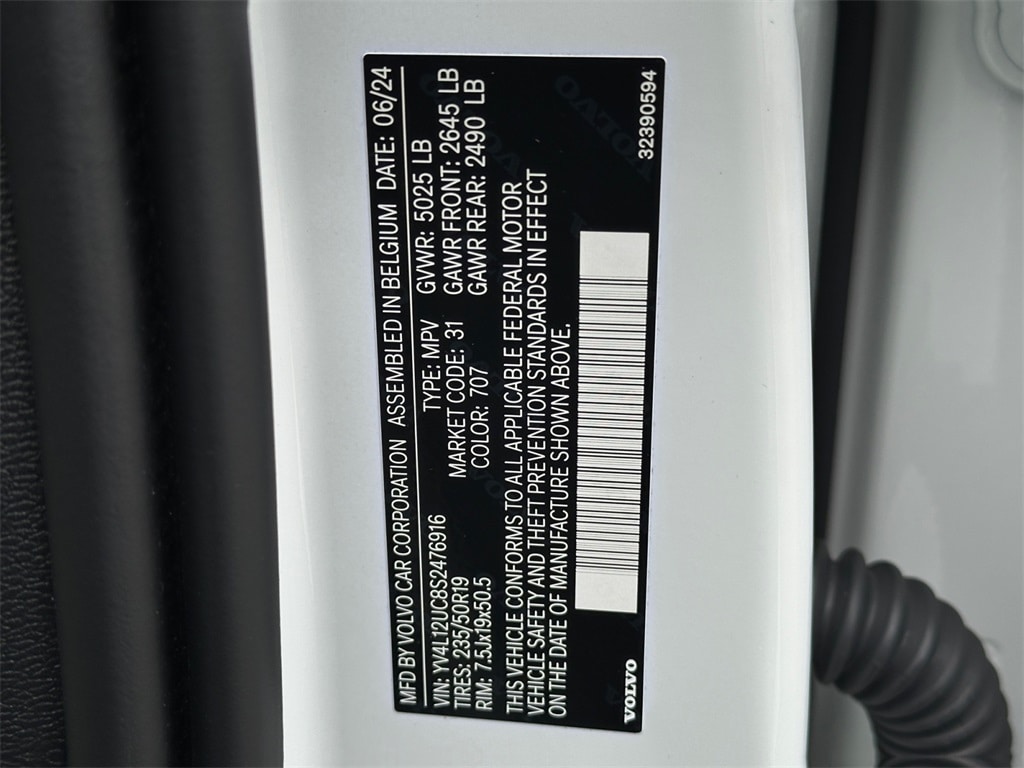 MFD BY VOLVO CAR CORPORATION ASSEMBLED IN BELGIUM DATE: 06/24
VIN: YV4L12UC8S2476916 TYPE: MPV GVWR: 5025 LB
TIRES: 235/50R19 MARKET CODE: 31 GAWR FRONT: 2645 LB
RIM: 7.5Jx19x50.5 COLOR: 707 GAWR REAR: 2490 LB
THIS VEHICLE CONFORMS TO ALL APPLICABLE FEDERAL MOTOR
VEHICLE SAFETY AND THEFT PREVENTION STANDARDS IN EFFECT
ON THE DATE OF MANUFACTURE SHOWN ABOVE.
VOLVO 32390594